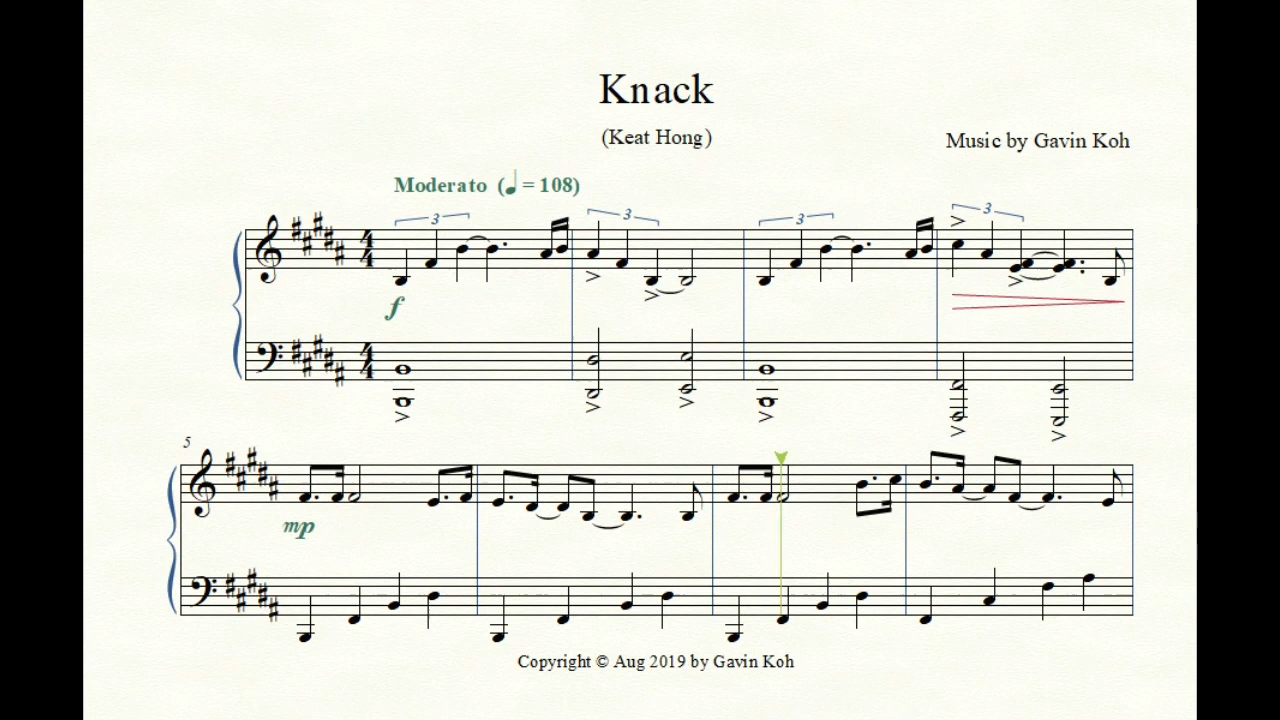 Knack
(Keat Hong)
Music by Gavin Koh
Moderato (♩ = 108)
3 3 3 3
4 4
f
4 4
5
mp
Copyright © Aug 2019 by Gavin Koh